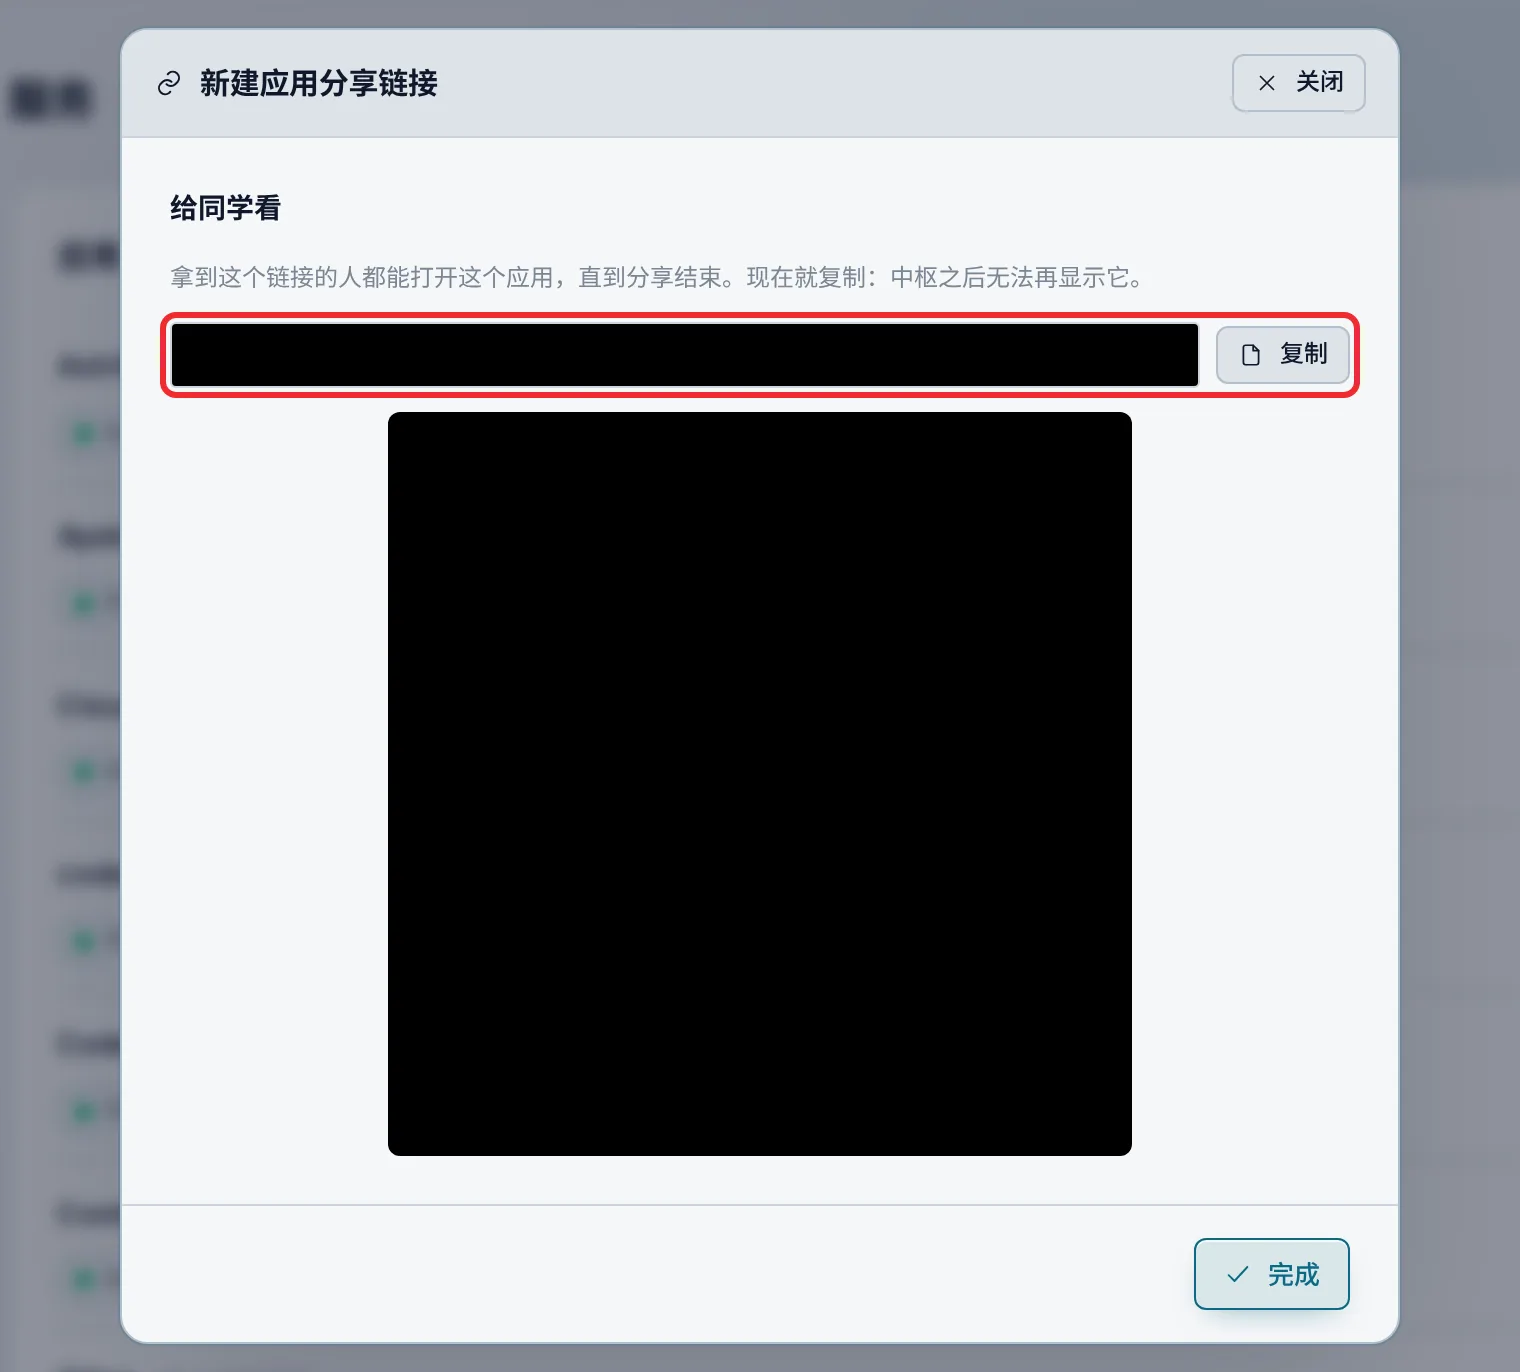 新建应用分享链接
关闭
给同学看
拿到这个链接的人都能打开这个应用，直到分享结束。现在就复制：中枢之后无法再显示它。
复制
完成